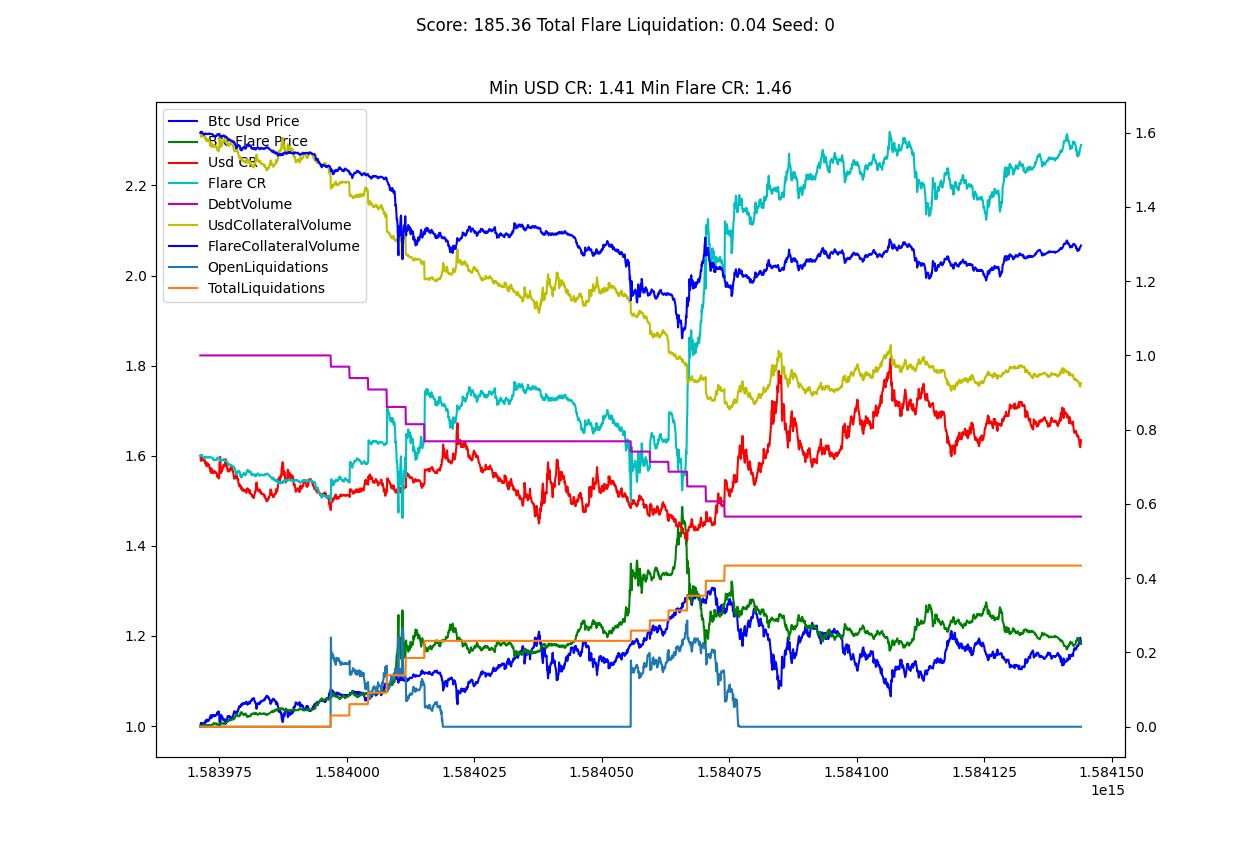 Score: 185.36 Total Flare Liquidation: 0.04 Seed: 0
Min USD CR: 1.41 Min Flare CR: 1.46
Btc Usd Price
Btc Flare Price
Usd CR
Flare CR
DebtVolume
UsdCollateralVolume
FlareCollateralVolume
OpenLiquidations
TotalLiquidations
2.2
2.0
1.8
1.6
1.4
1.2
1.0
1.6
1.4
1.2
1.0
0.8
0.6
0.4
0.2
0.0
1.583975
1.584000
1.584025
1.584050
1.584075
1.584100
1.584125
1.584150
1e15